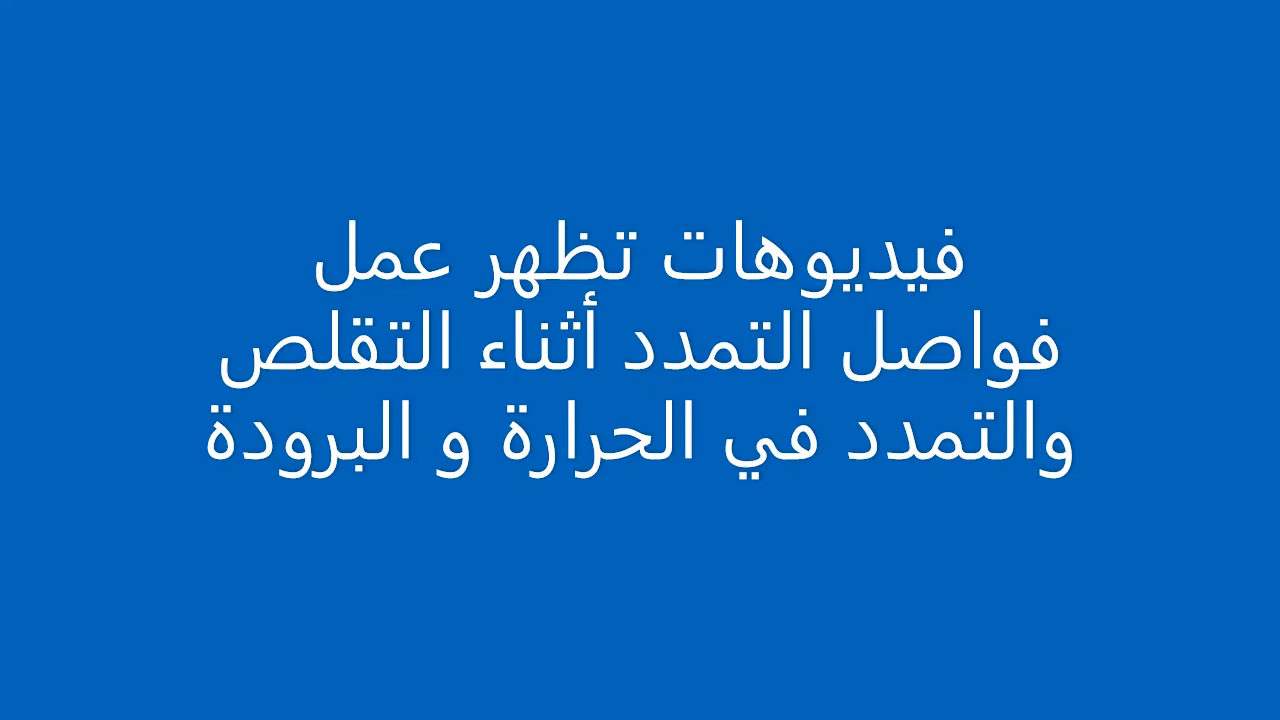 فيديوهات تظهر عمل
فواصل التمدد أثناء التقلص
والتمدد في الحرارة و البرودة